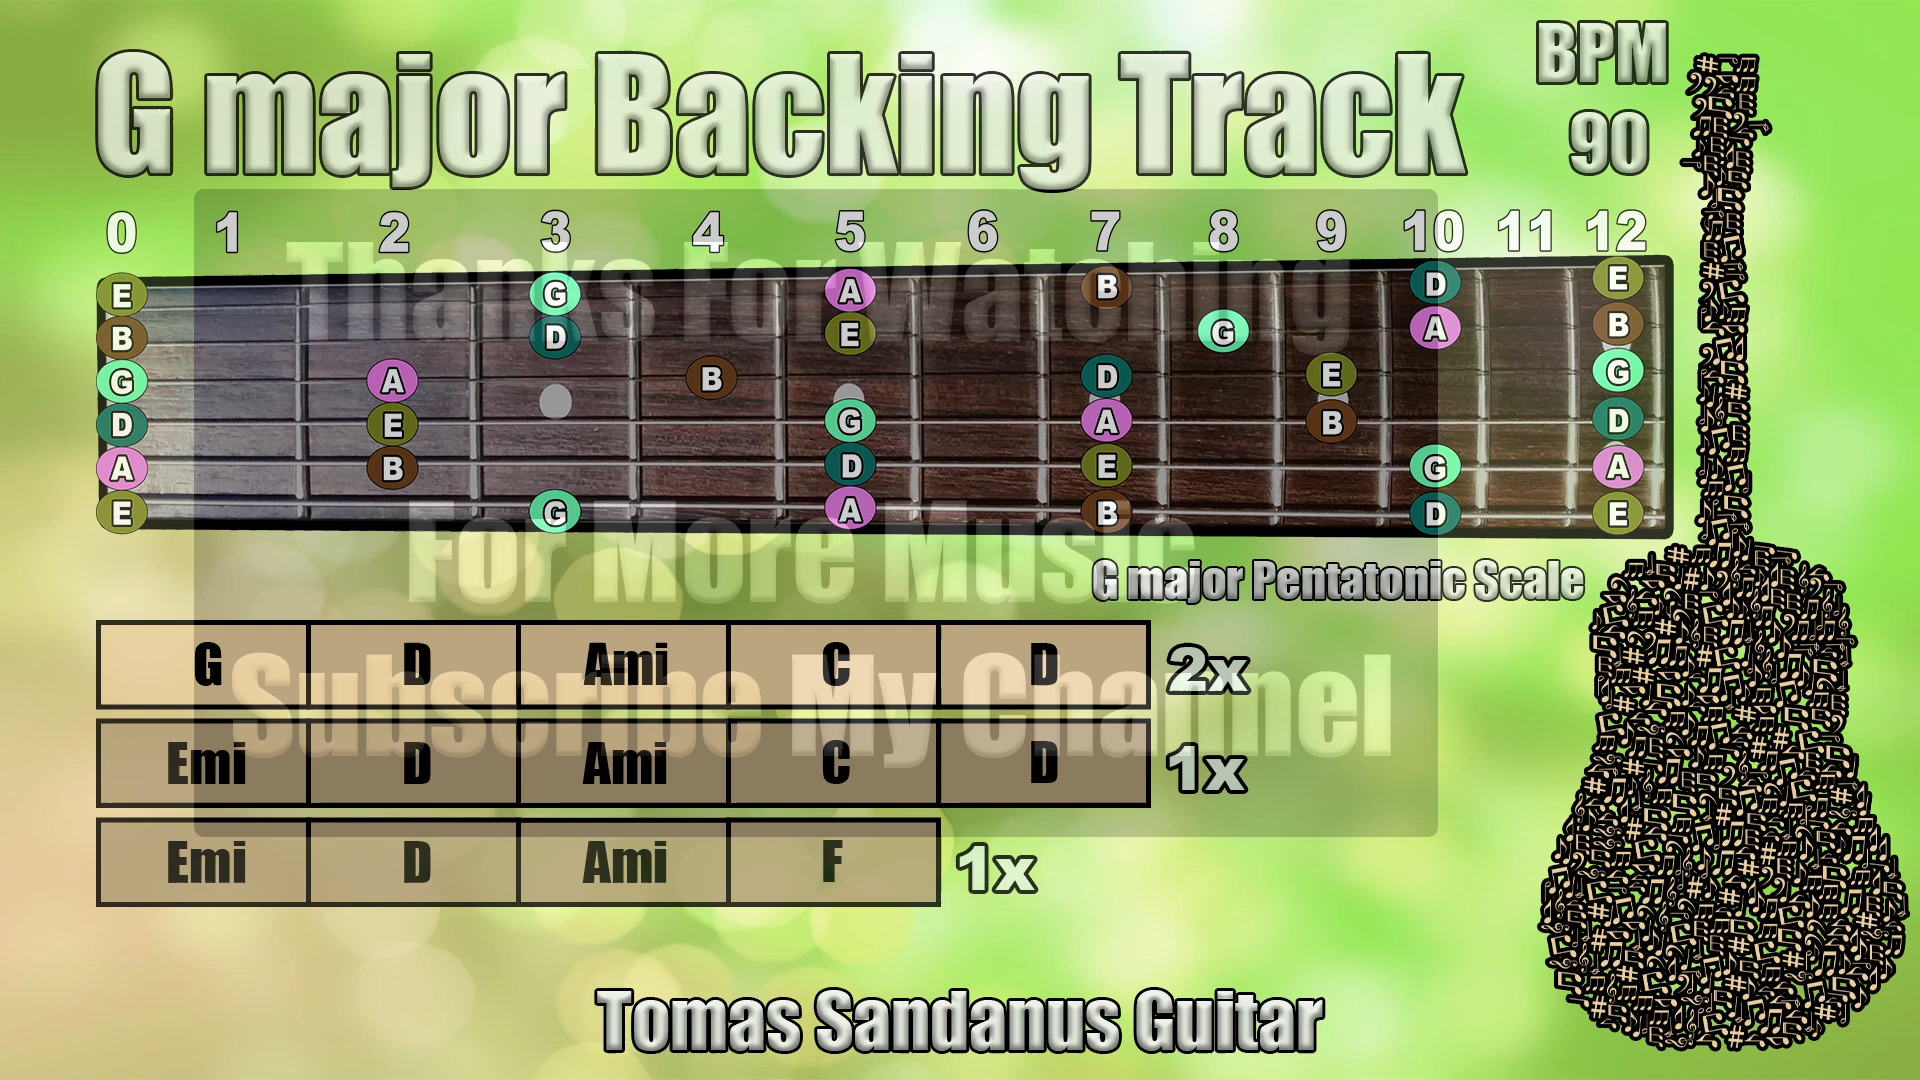 G major Backing Track
BPM
90
0 1 2 3 4 5 6 7 8 9 10 11 12
Thanks For Watching
E G A B D E
B D E G A B
G A B D E G
D E G A B D
A B D E G A
E G A B D E
For More Music
G major Pentatonic Scale
G D Ami C D 2x
Subscribe My Channel
Emi D Ami C D 1x
Emi D Ami F 1x
Tomas Sandanus Guitar